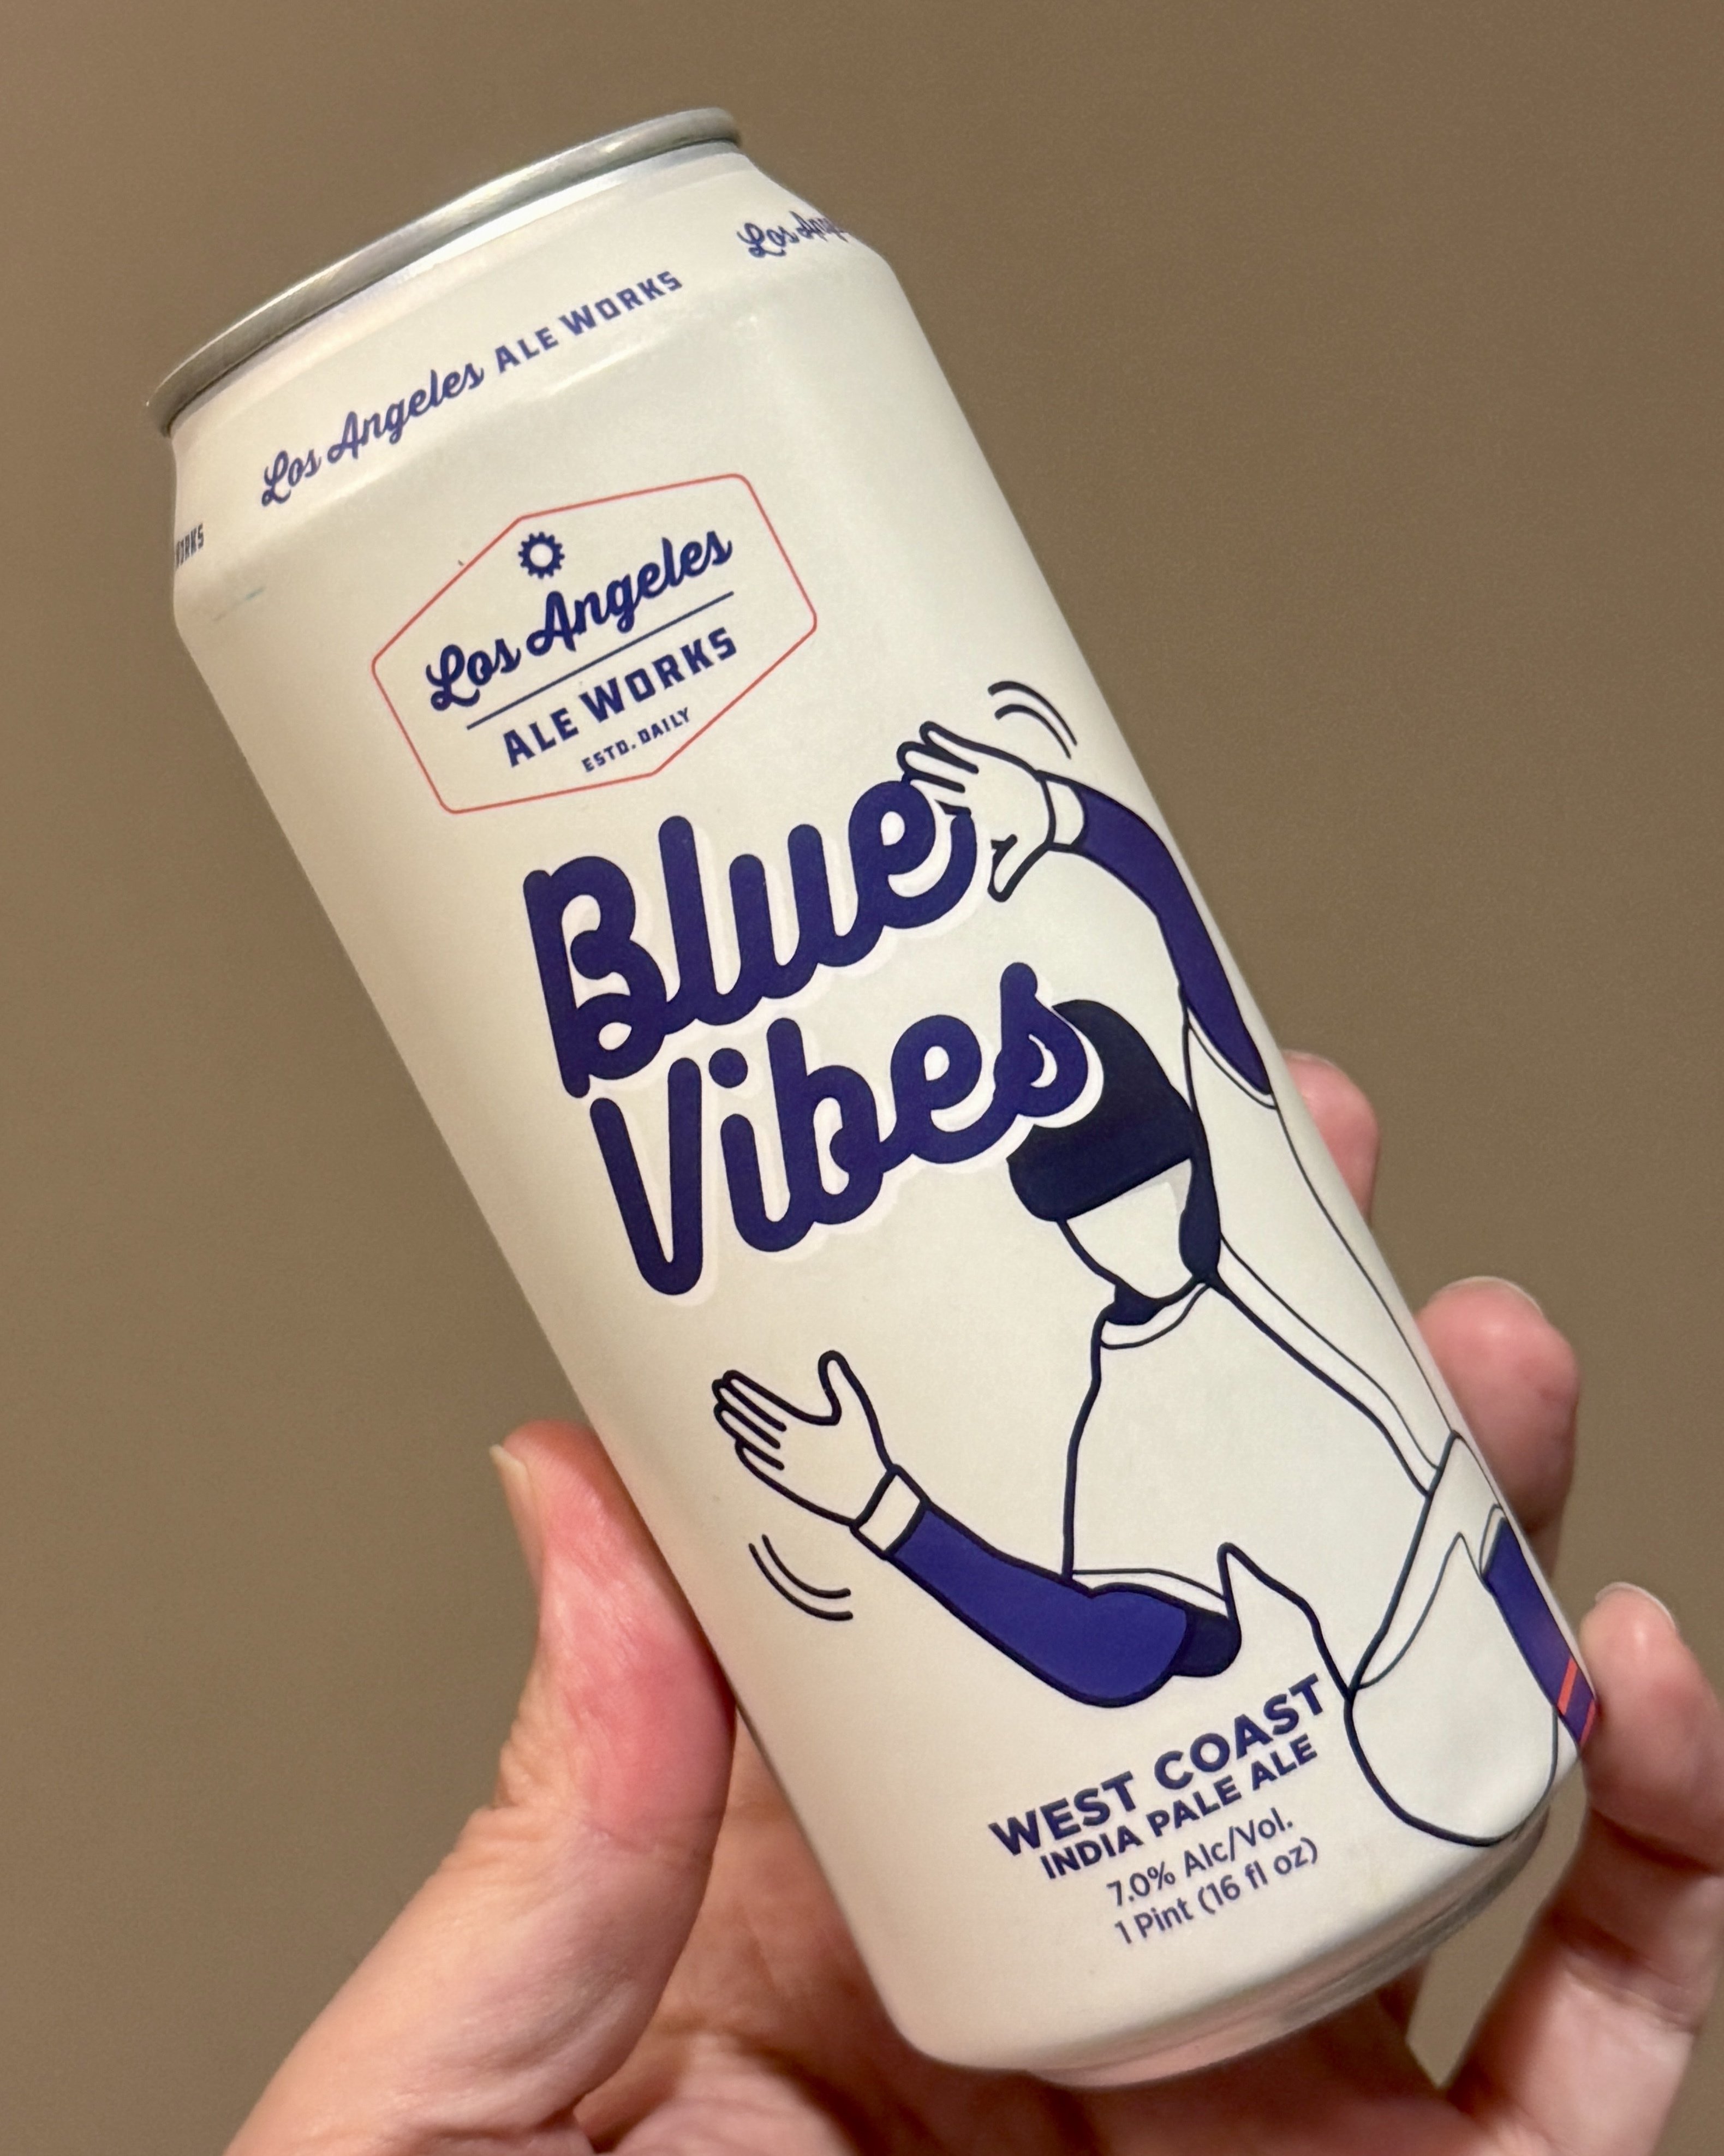 Los Angeles ALE WORKS
Los Angeles
ALE WORKS
ESTD. DAILY
Blue
Vibes
WEST COAST
INDIA PALE ALE
7.0% Alc/Vol.
1 Pint (16 fl oz)